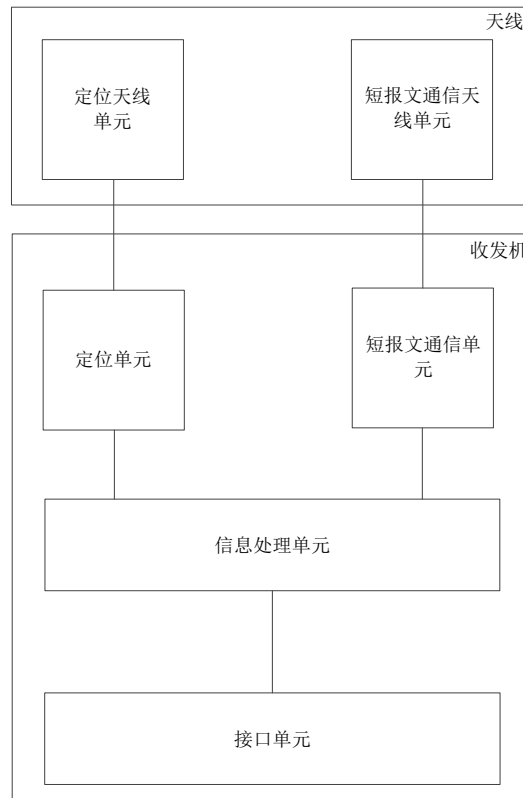 天线
定位天线
单元
短报文通信天
线单元
收发机
定位单元
短报文通信单
元
信息处理单元
接口单元